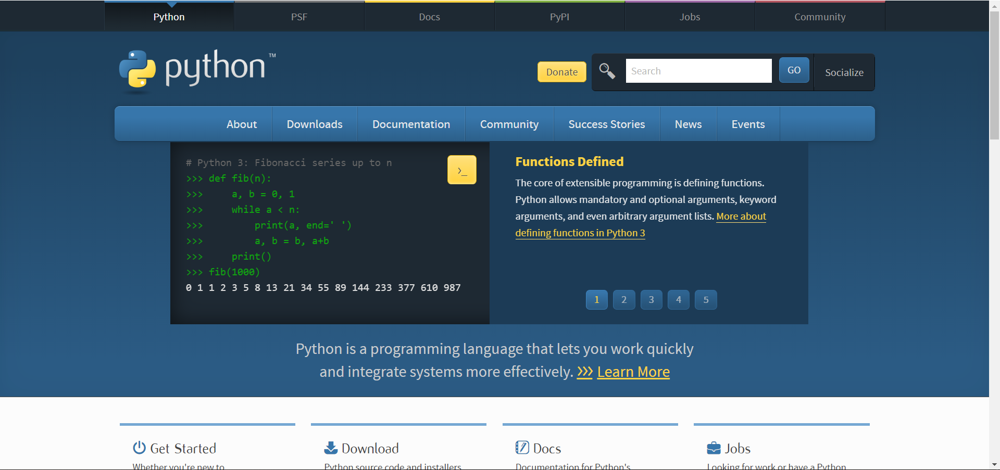 Python PSF Docs PyPI Jobs Community
python™
Donate Search GO Socialize
About Downloads Documentation Community Success Stories News Events
# Python 3: Fibonacci series up to n
>>> def fib(n):
>>>     a, b = 0, 1
>>>     while a < n:
>>>         print(a, end=' ')
>>>         a, b = b, a+b
>>>     print()
>>> fib(1000)
0 1 1 2 3 5 8 13 21 34 55 89 144 233 377 610 987
>_
Functions Defined
The core of extensible programming is defining functions.
Python allows mandatory and optional arguments, keyword
arguments, and even arbitrary argument lists. More about
defining functions in Python 3
1 2 3 4 5
Python is a programming language that lets you work quickly
and integrate systems more effectively. >>> Learn More
Get Started
Whether you're new to
Download
Python source code and installers
Docs
Documentation for Python's
Jobs
Looking for work or have a Python